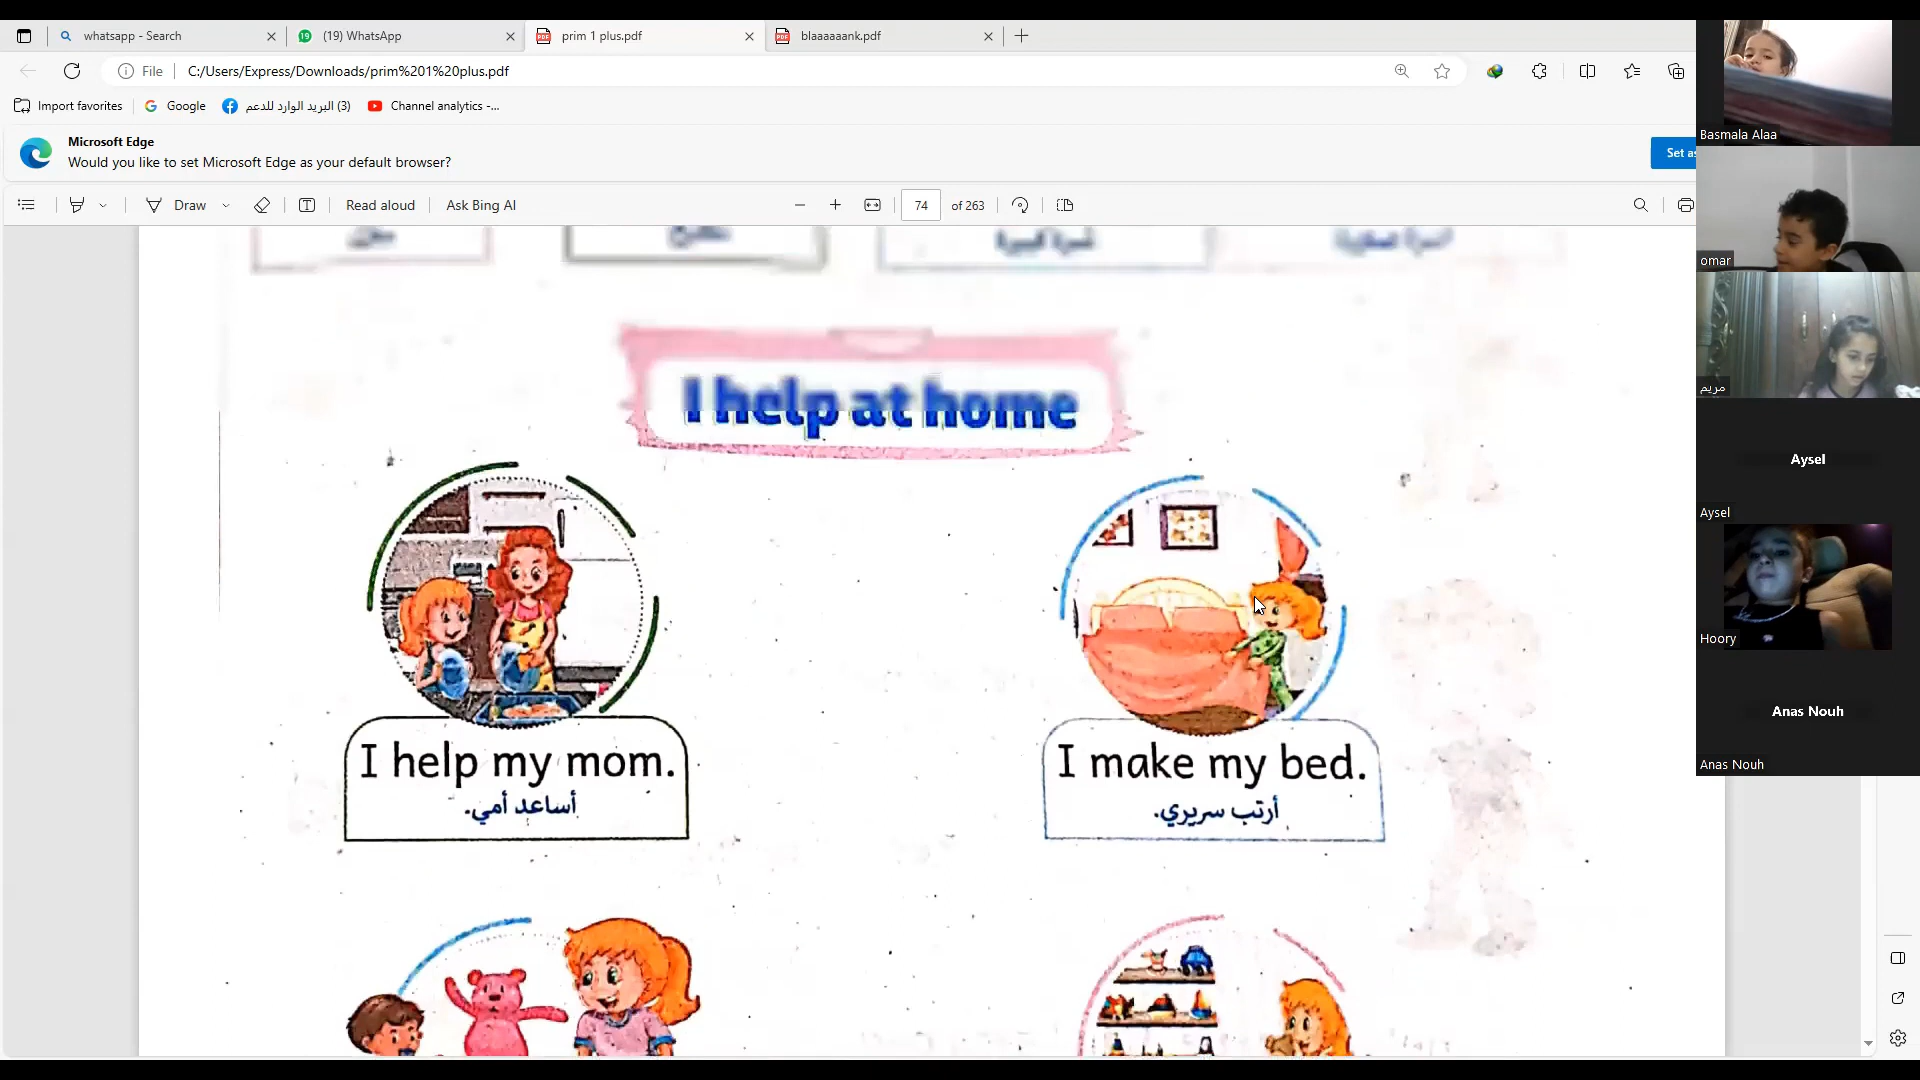 whatsapp - Search
(19) WhatsApp
prim 1 plus.pdf
blaaaaaank.pdf
File
C:/Users/Express/Downloads/prim%201%20plus.pdf
Import favorites
Google
(3) البريد الوارد للدعم
Channel analytics -...
Microsoft Edge
Would you like to set Microsoft Edge as your default browser?
Set as
Draw
Read aloud
Ask Bing AI
74
of 263
I help at home
I help my mom.
أساعد أمي.
I make my bed.
أرتب سريري.
Basmala Alaa
omar
مريم
Aysel
Aysel
Hoory
Anas Nouh
Anas Nouh